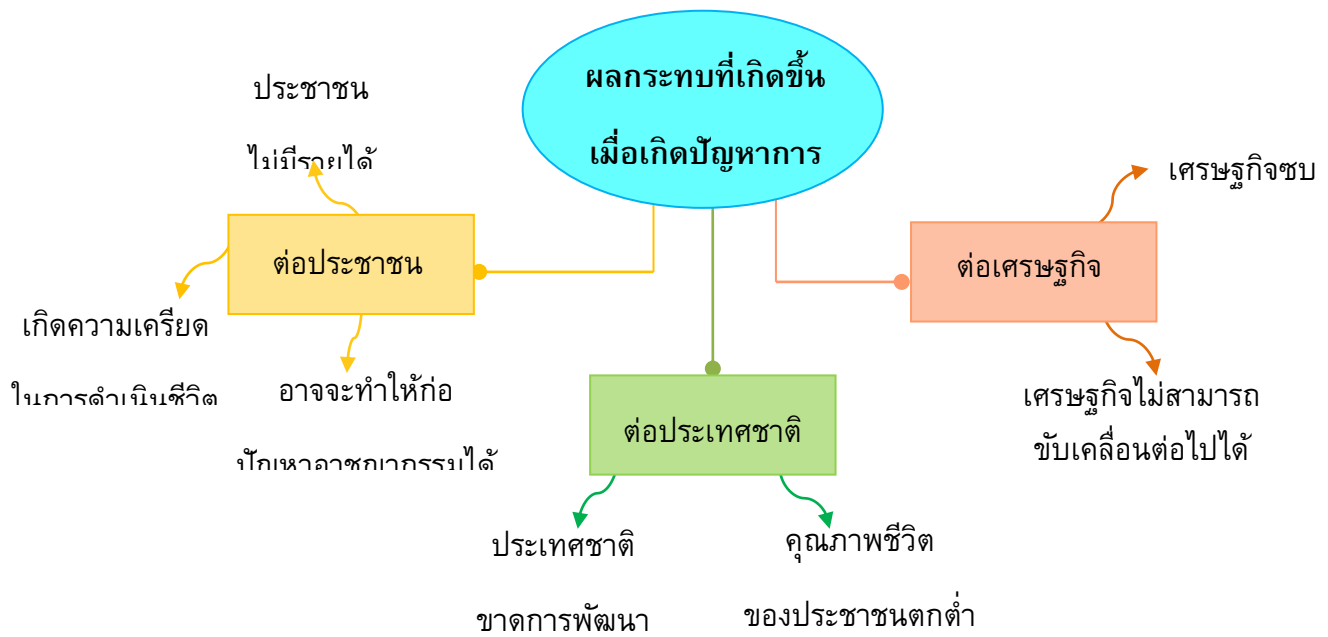 ผลกระทบที่เกิดขึ้น
เมื่อเกิดปัญหาการ
ประชาชน
ไม่มีรายได้
ต่อประชาชน
เกิดความเครียด
ในการดำเนินชีวิต
อาจจะทำให้ก่อ
ปัญหาอาชญากรรมได้
ต่อประเทศชาติ
ประเทศชาติ
ขาดการพัฒนา
คุณภาพชีวิต
ของประชาชนตกต่ำ
ต่อเศรษฐกิจ
เศรษฐกิจซบ
เศรษฐกิจไม่สามารถ
ขับเคลื่อนต่อไปได้